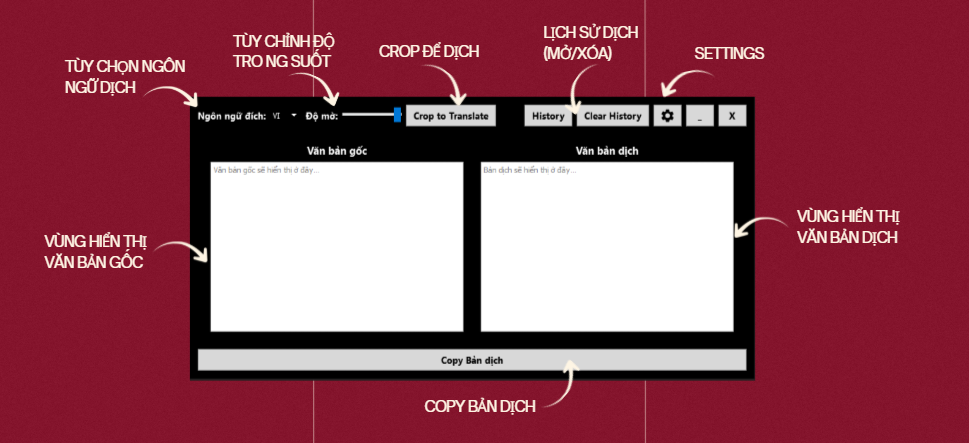 TÙY CHỌN NGÔN
NGỮ DỊCH
TÙY CHỈNH ĐỘ
TRO NG SUỐT
CROP ĐỂ DỊCH
LỊCH SỬ DỊCH
(MỞ/XÓA)
SETTINGS
Ngôn ngữ đích: VI Độ mờ: Crop to Translate History Clear History _ X
Văn bản gốc Văn bản dịch
Văn bản gốc sẽ hiển thị ở đây... Bản dịch sẽ hiển thị ở đây...
VÙNG HIỂN THỊ
VĂN BẢN GỐC
VÙNG HIỂN THỊ
VĂN BẢN DỊCH
Copy Bản dịch
COPY BẢN DỊCH